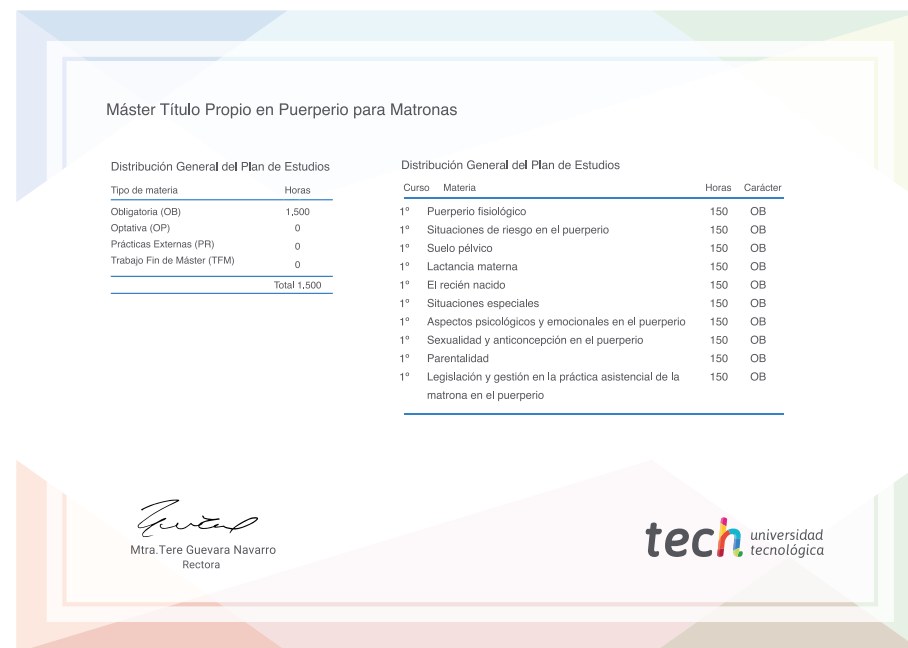 Máster Título Propio en Puerperio para Matronas
Distribución General del Plan de Estudios
Tipo de materia Horas
Obligatoria (OB) 1,500
Optativa (OP) 0
Prácticas Externas (PR) 0
Trabajo Fin de Máster (TFM) 0
Total 1,500
Distribución General del Plan de Estudios
Curso Materia Horas Carácter
1º Puerperio fisiológico 150 OB
1º Situaciones de riesgo en el puerperio 150 OB
1º Suelo pélvico 150 OB
1º Lactancia materna 150 OB
1º El recién nacido 150 OB
1º Situaciones especiales 150 OB
1º Aspectos psicológicos y emocionales en el puerperio 150 OB
1º Sexualidad y anticoncepción en el puerperio 150 OB
1º Parentalidad 150 OB
1º Legislación y gestión en la práctica asistencial de la 150 OB
matrona en el puerperio
Mtra.Tere Guevara Navarro
Rectora
tech universidad
tecnológica